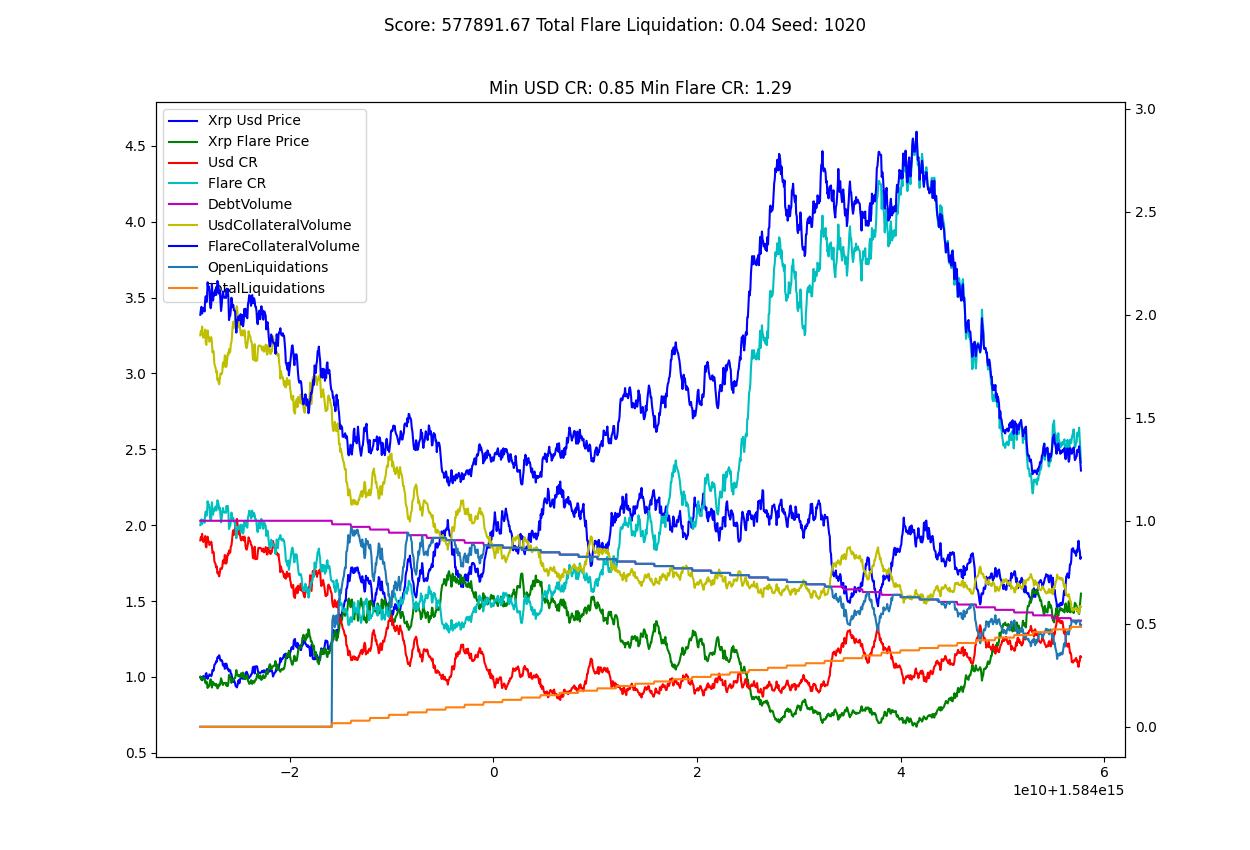 Score: 577891.67 Total Flare Liquidation: 0.04 Seed: 1020
Min USD CR: 0.85 Min Flare CR: 1.29
Xrp Usd Price
Xrp Flare Price
Usd CR
Flare CR
DebtVolume
UsdCollateralVolume
FlareCollateralVolume
OpenLiquidations
TotalLiquidations
4.5
4.0
3.5
3.0
2.5
2.0
1.5
1.0
0.5
3.0
2.5
2.0
1.5
1.0
0.5
0.0
−2
0
2
4
6
1e10+1.584e15